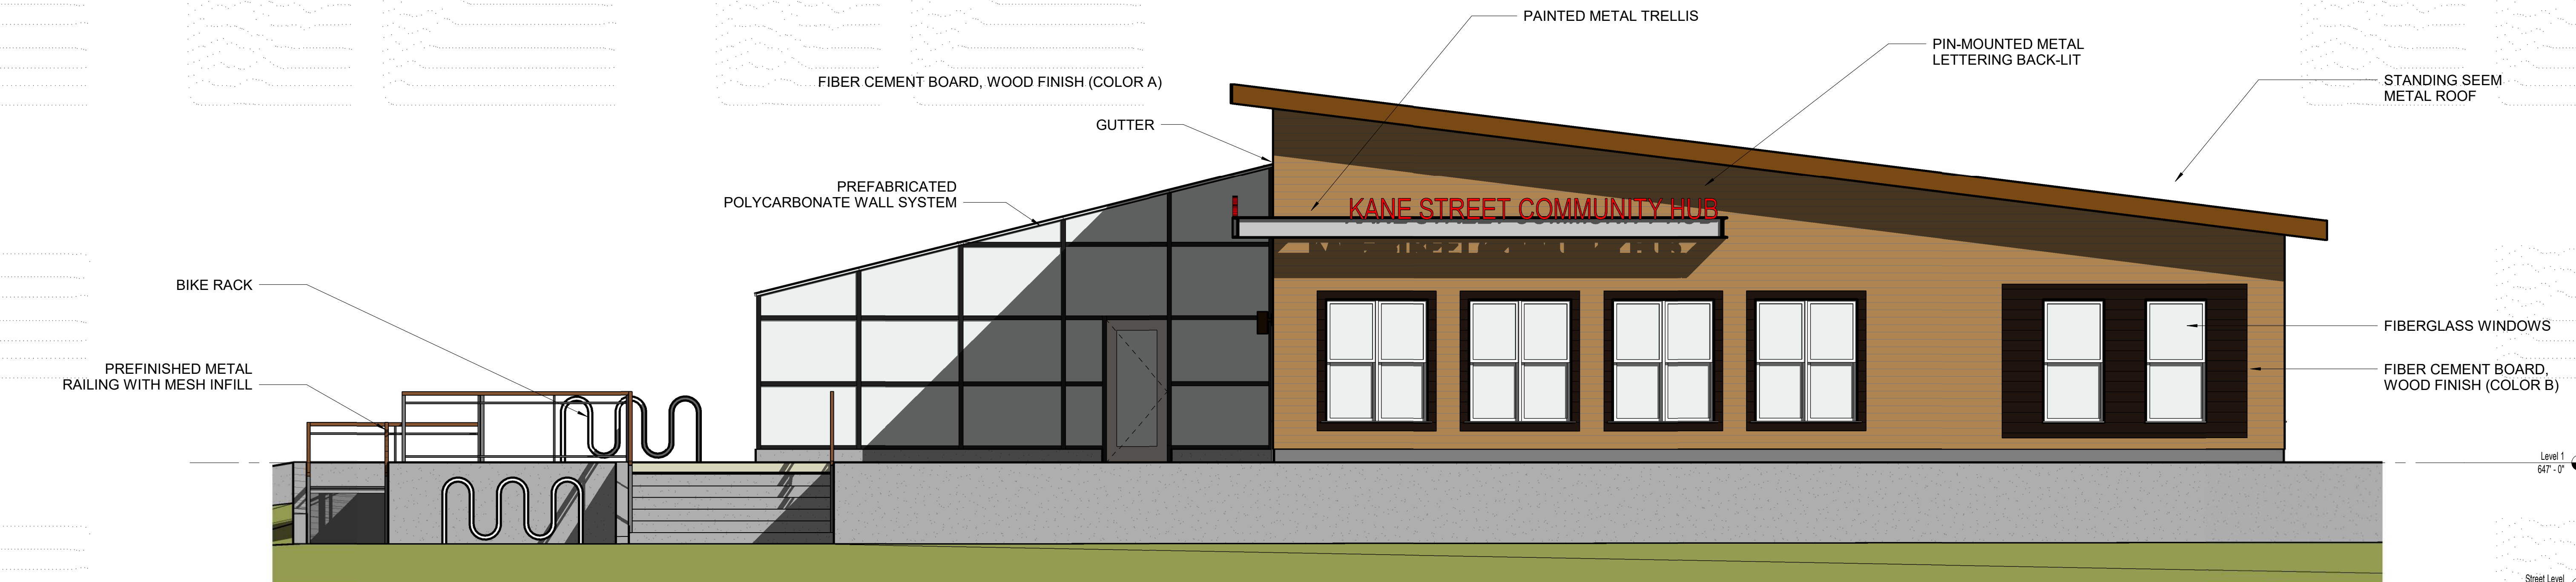 PAINTED METAL TRELLIS
PIN-MOUNTED METAL
LETTERING BACK-LIT
FIBER CEMENT BOARD, WOOD FINISH (COLOR A)
STANDING SEEM
METAL ROOF
GUTTER
PREFABRICATED
POLYCARBONATE WALL SYSTEM
KANE STREET COMMUNITY HUB
BIKE RACK
FIBERGLASS WINDOWS
PREFINISHED METAL
RAILING WITH MESH INFILL
FIBER CEMENT BOARD,
WOOD FINISH (COLOR B)
Level 1
647' - 0"
Street Level